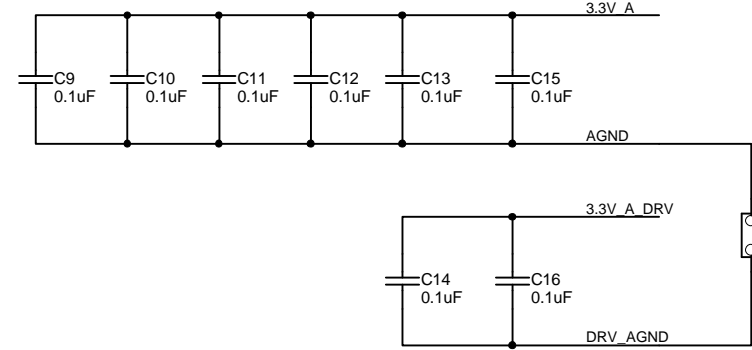 3.3V_A
C9
0.1uF
C10
0.1uF
C11
0.1uF
C12
0.1uF
C13
0.1uF
C15
0.1uF
AGND
3.3V_A_DRV
C14
0.1uF
C16
0.1uF
DRV_AGND